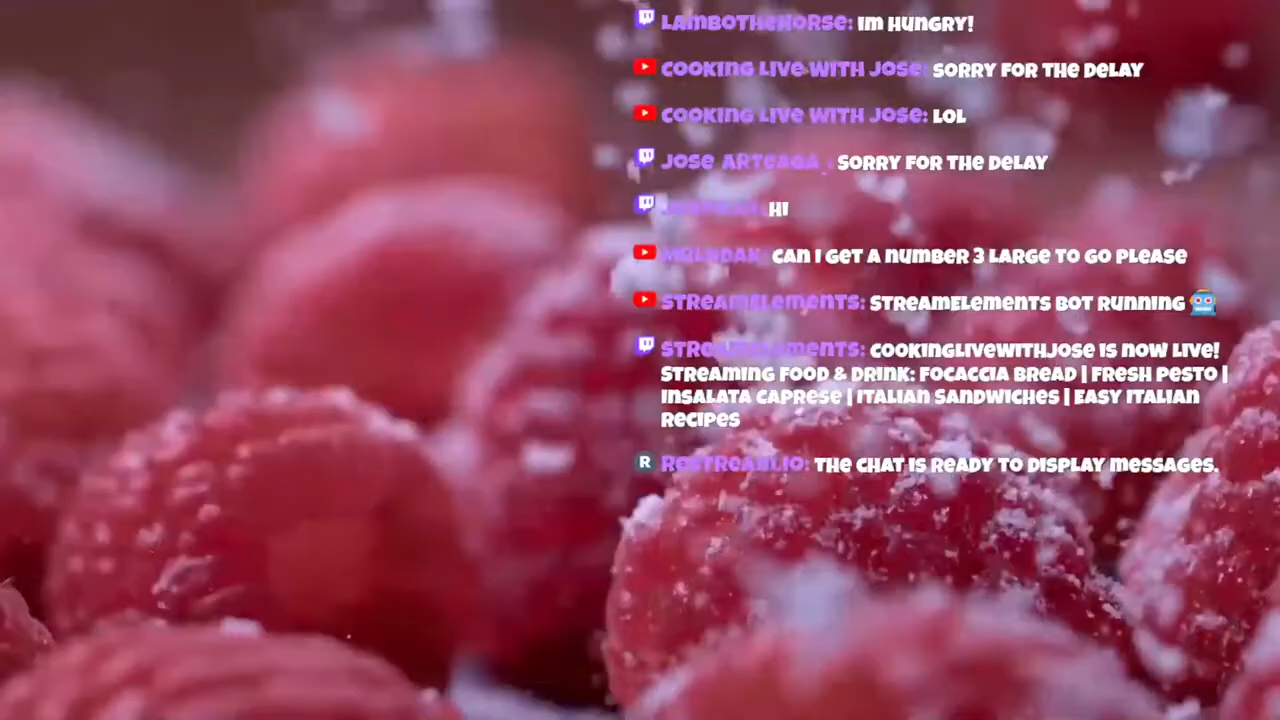 LAMBOTHEHORSE: IM HUNGRY!
COOKING LIVE WITH JOSE: SORRY FOR THE DELAY
COOKING LIVE WITH JOSE: LOL
JOSE_ARTEAGA_: SORRY FOR THE DELAY
HI
CAN I GET A NUMBER 3 LARGE TO GO PLEASE
STREAMELEMENTS: STREAMELEMENTS BOT RUNNING 🤖
STREAMELEMENTS: COOKINGLIVEWITHJOSE IS NOW LIVE!
STREAMING FOOD & DRINK: FOCACCIA BREAD | FRESH PESTO |
INSALATA CAPRESE | ITALIAN SANDWICHES | EASY ITALIAN
RECIPES
R RESTREAM.IO: THE CHAT IS READY TO DISPLAY MESSAGES.